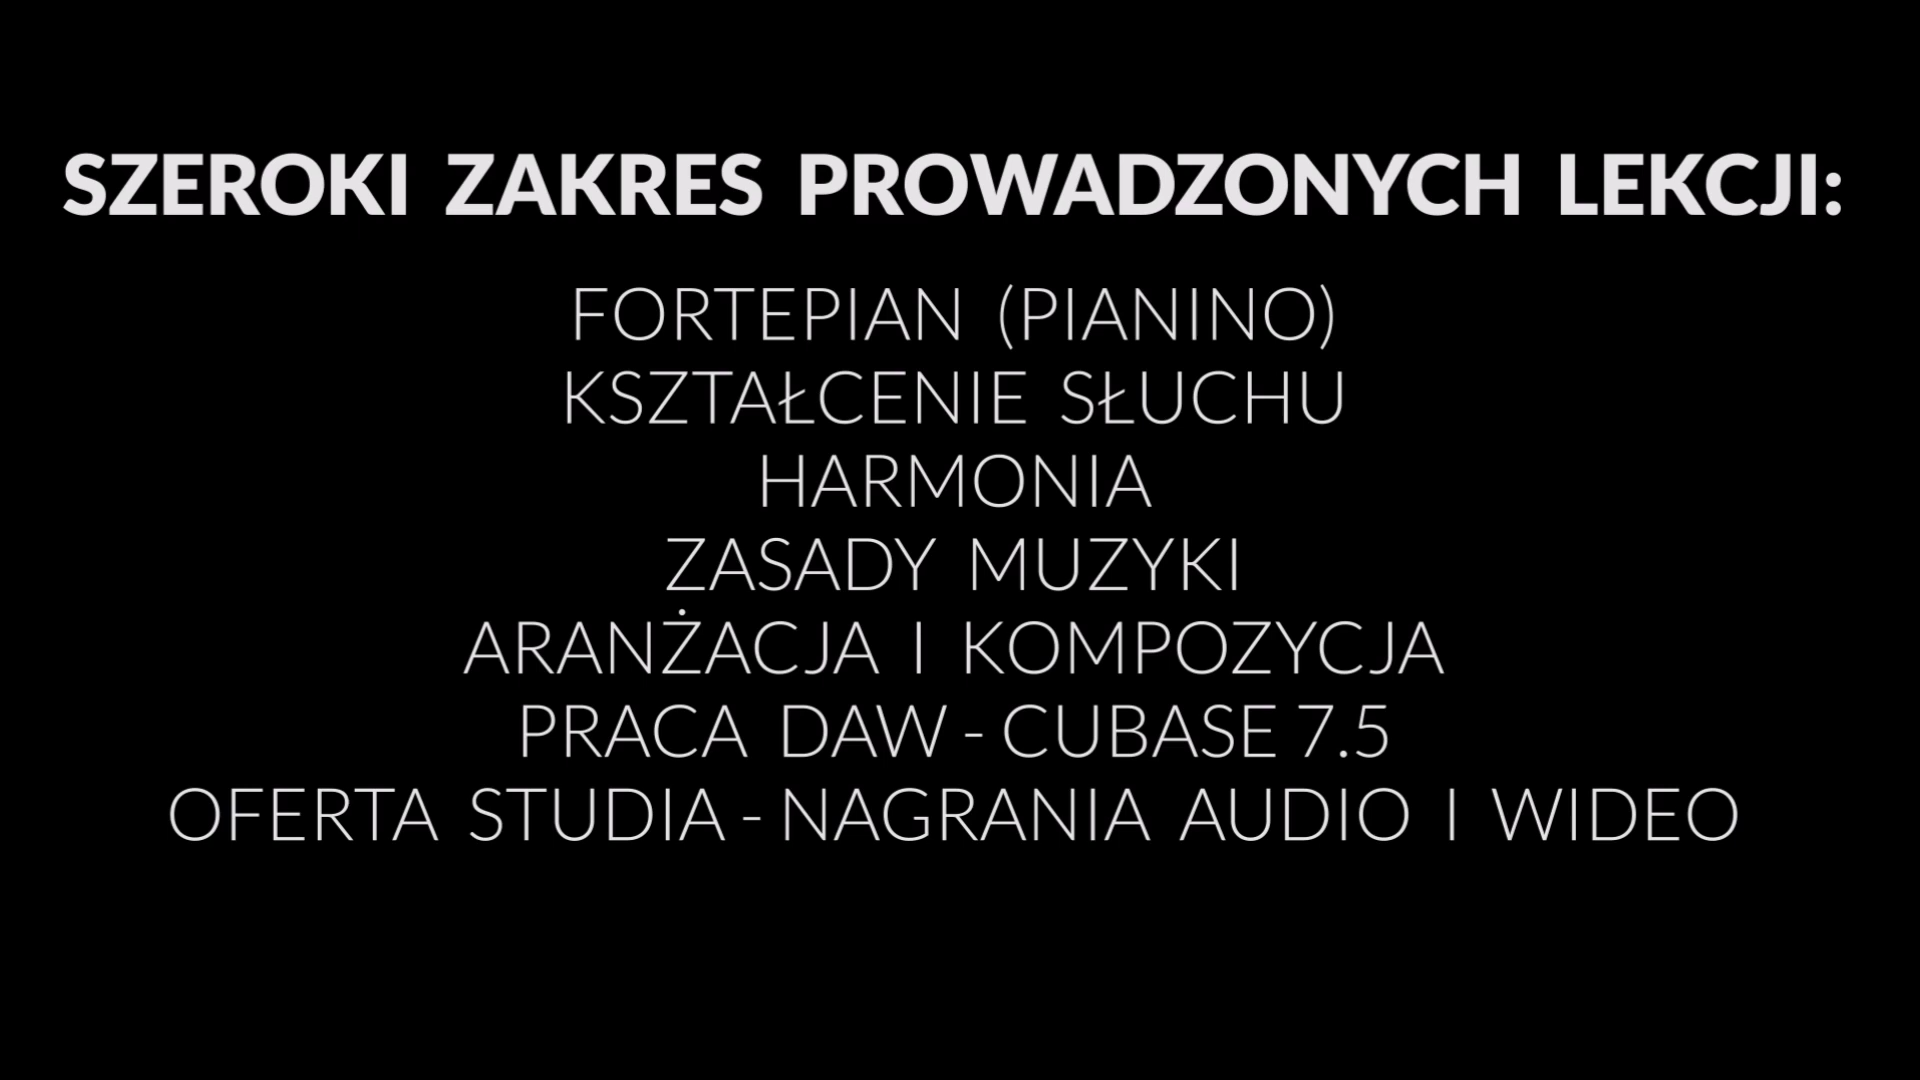 SZEROKI ZAKRES PROWADZONYCH LEKCJI:
FORTEPIAN (PIANINO)
KSZTAŁCENIE SŁUCHU
HARMONIA
ZASADY MUZYKI
ARANŻACJA I KOMPOZYCJA
PRACA DAW - CUBASE 7.5
OFERTA STUDIA - NAGRANIA AUDIO I WIDEO